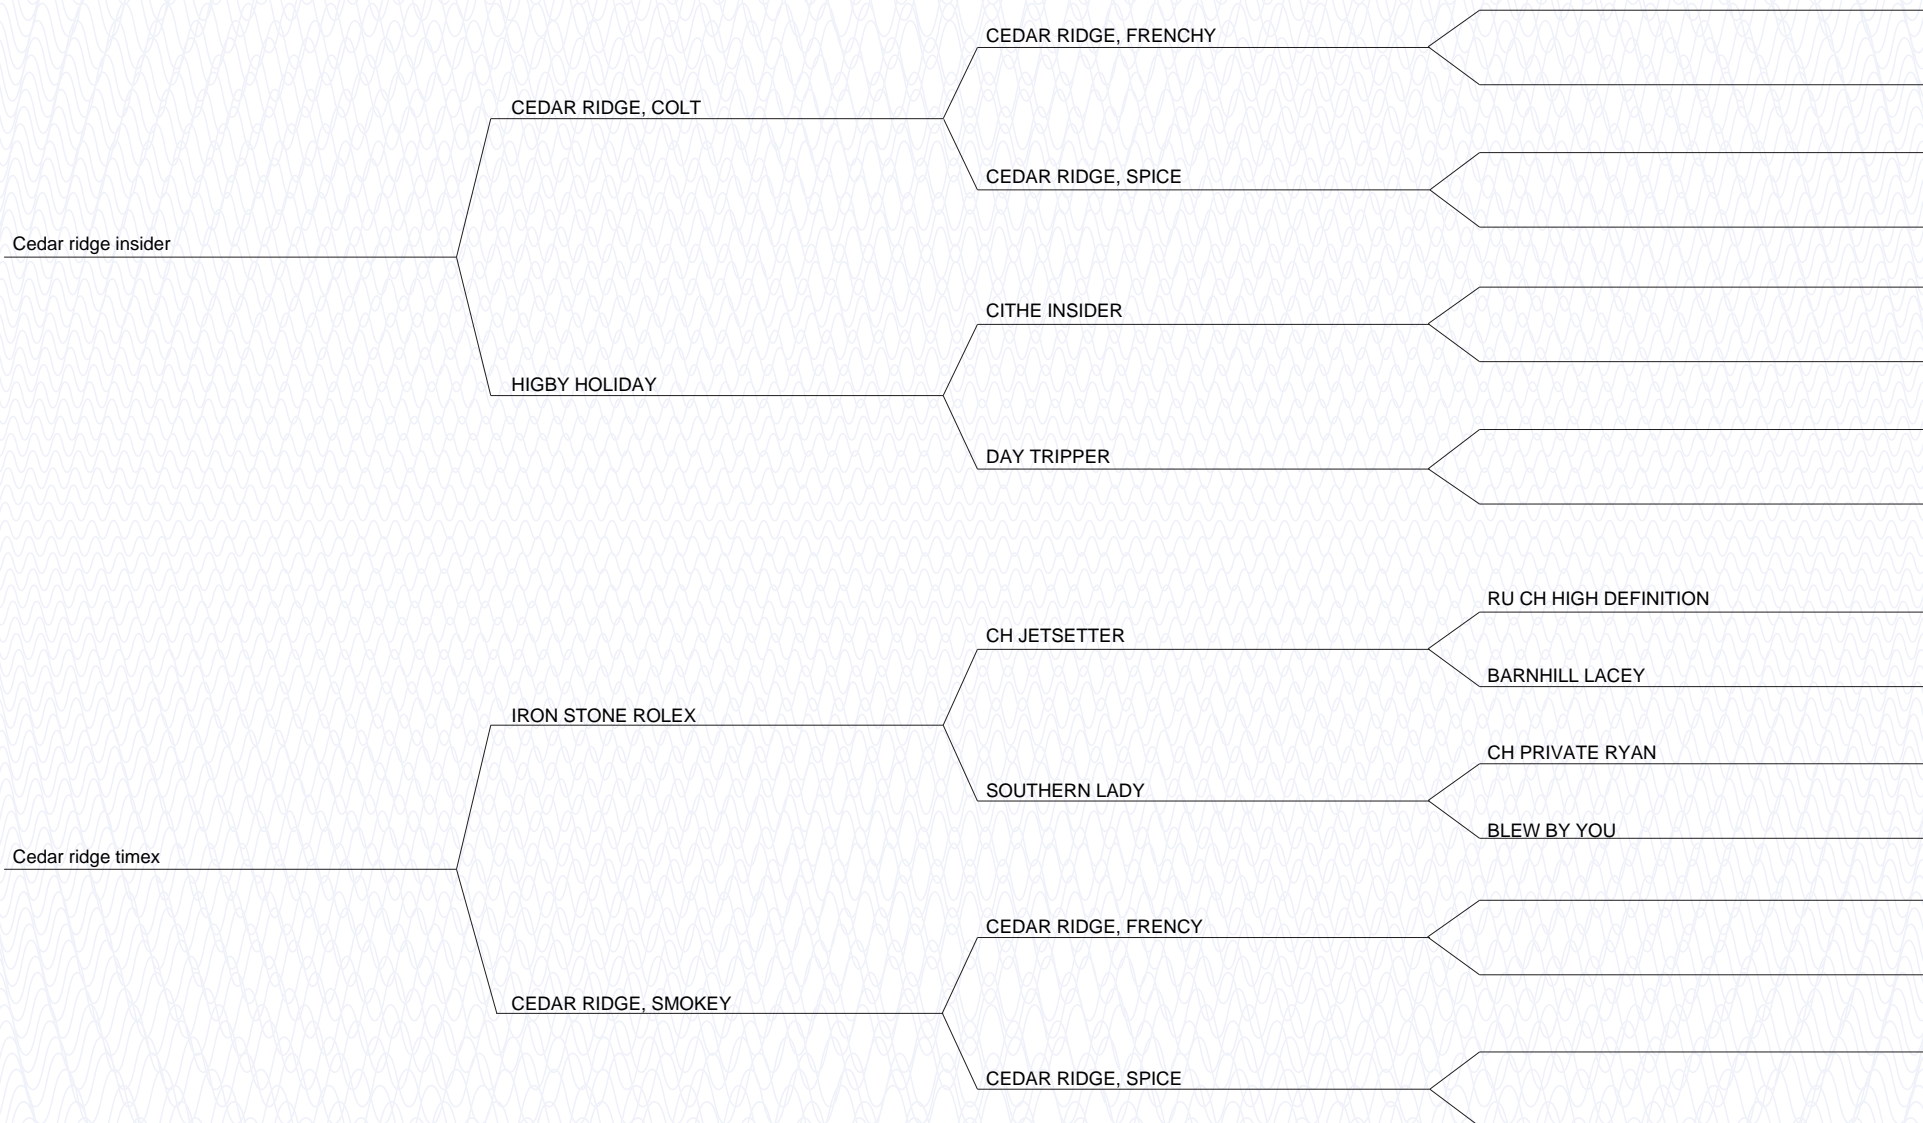 CEDAR RIDGE, FRENCHY
CEDAR RIDGE, COLT
CEDAR RIDGE, SPICE
Cedar ridge insider
CITHE INSIDER
HIGBY HOLIDAY
DAY TRIPPER
RU CH HIGH DEFINITION
CH JETSETTER
BARNHILL LACEY
IRON STONE ROLEX
CH PRIVATE RYAN
SOUTHERN LADY
BLEW BY YOU
Cedar ridge timex
CEDAR RIDGE, FRENCY
CEDAR RIDGE, SMOKEY
CEDAR RIDGE, SPICE